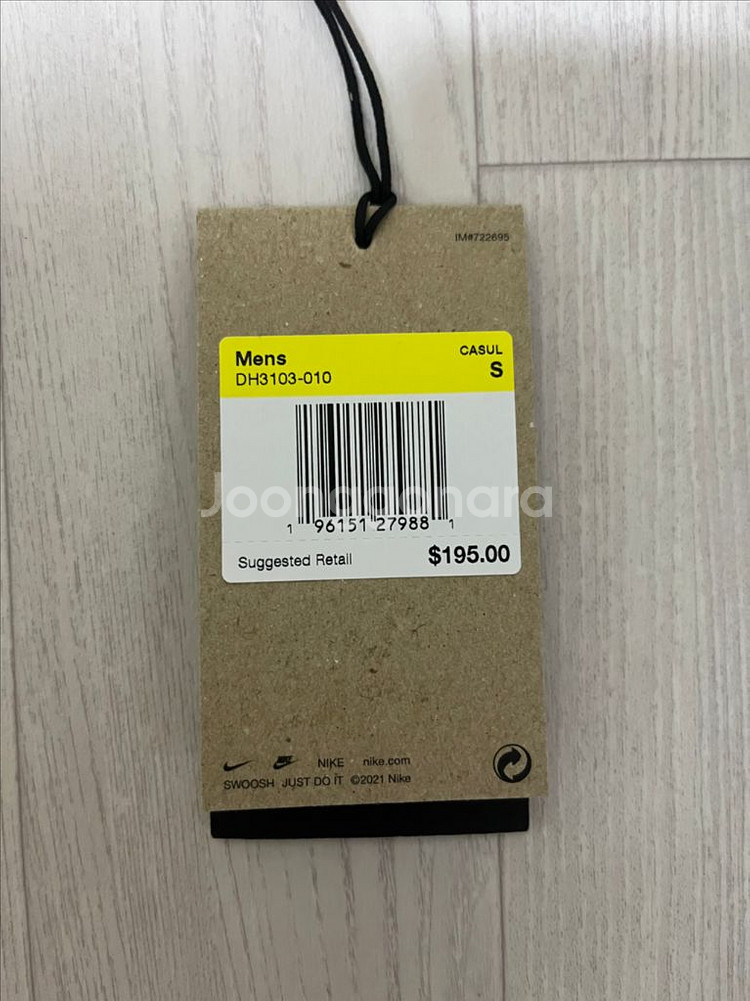 IM#722695
Mens
CASUL
DH3103-010
S
Joonggonara
1 96151 27988 1
Suggested Retail
$195.00
NIKE nike.com
SWOOSH JUST DO IT ©2021 Nike